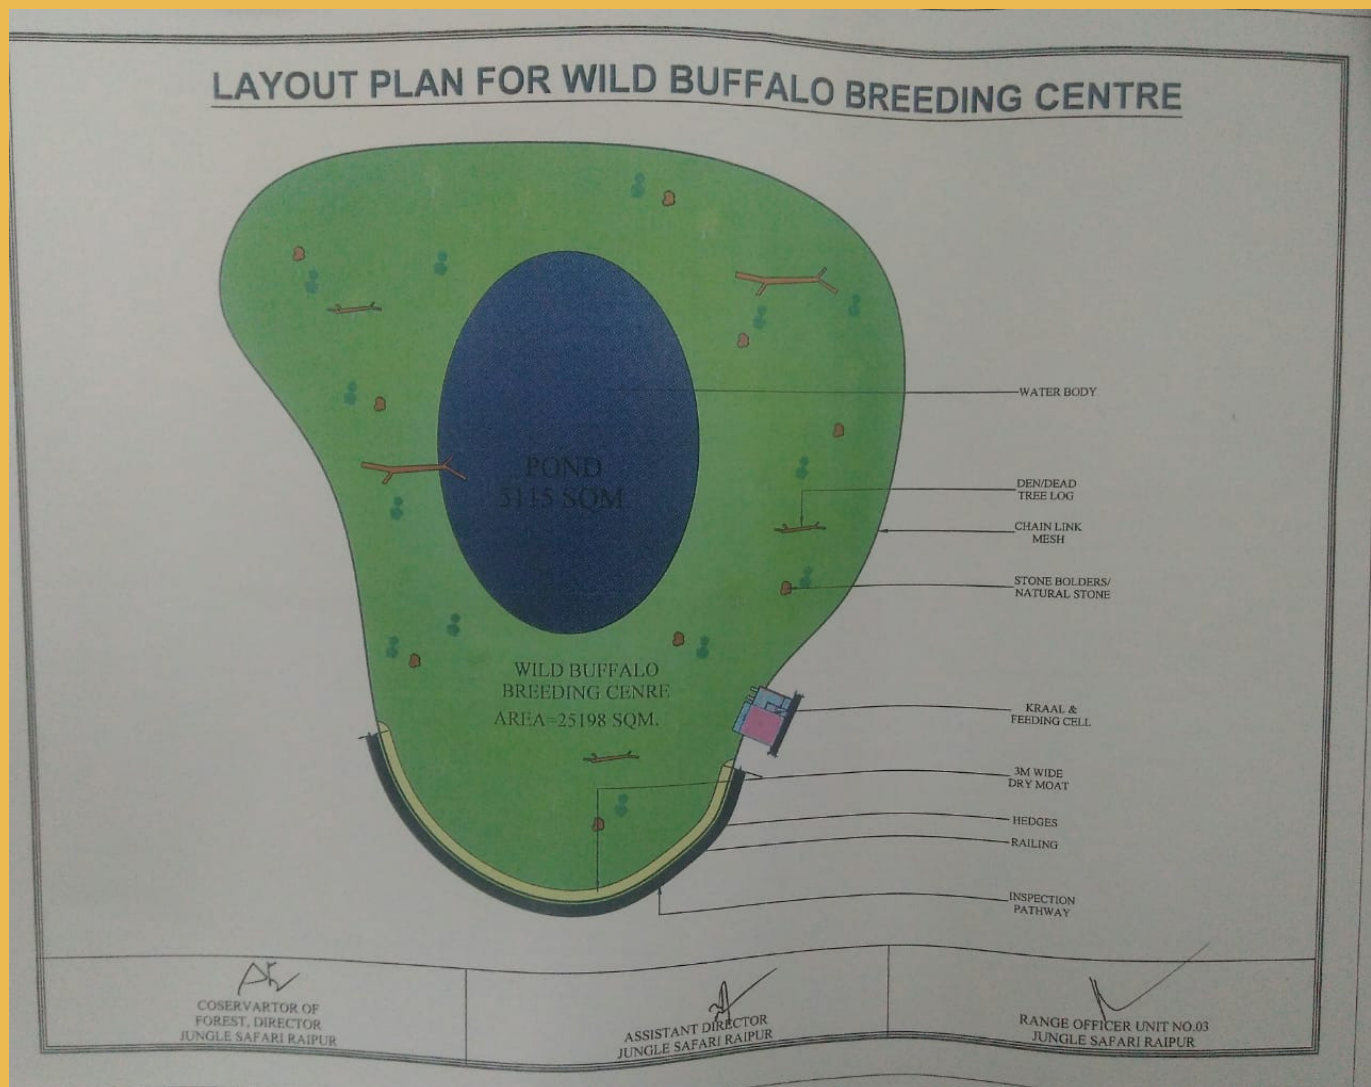 LAYOUT PLAN FOR WILD BUFFALO BREEDING CENTRE
WATER BODY
POND
5115 SQM
DEN/DEAD
TREE LOG
CHAIN LINK
MESH
STONE BOLDERS/
NATURAL STONE
WILD BUFFALO
BREEDING CENRE
AREA=25198 SQM.
KRAAL &
FEEDING CELL
3M WIDE
DRY MOAT
HEDGES
RAILING
INSPECTION
PATHWAY
COSERVARTOR OF
FOREST, DIRECTOR
JUNGLE SAFARI RAIPUR
ASSISTANT DIRECTOR
JUNGLE SAFARI RAIPUR
RANGE OFFICER UNIT NO.03
JUNGLE SAFARI RAIPUR